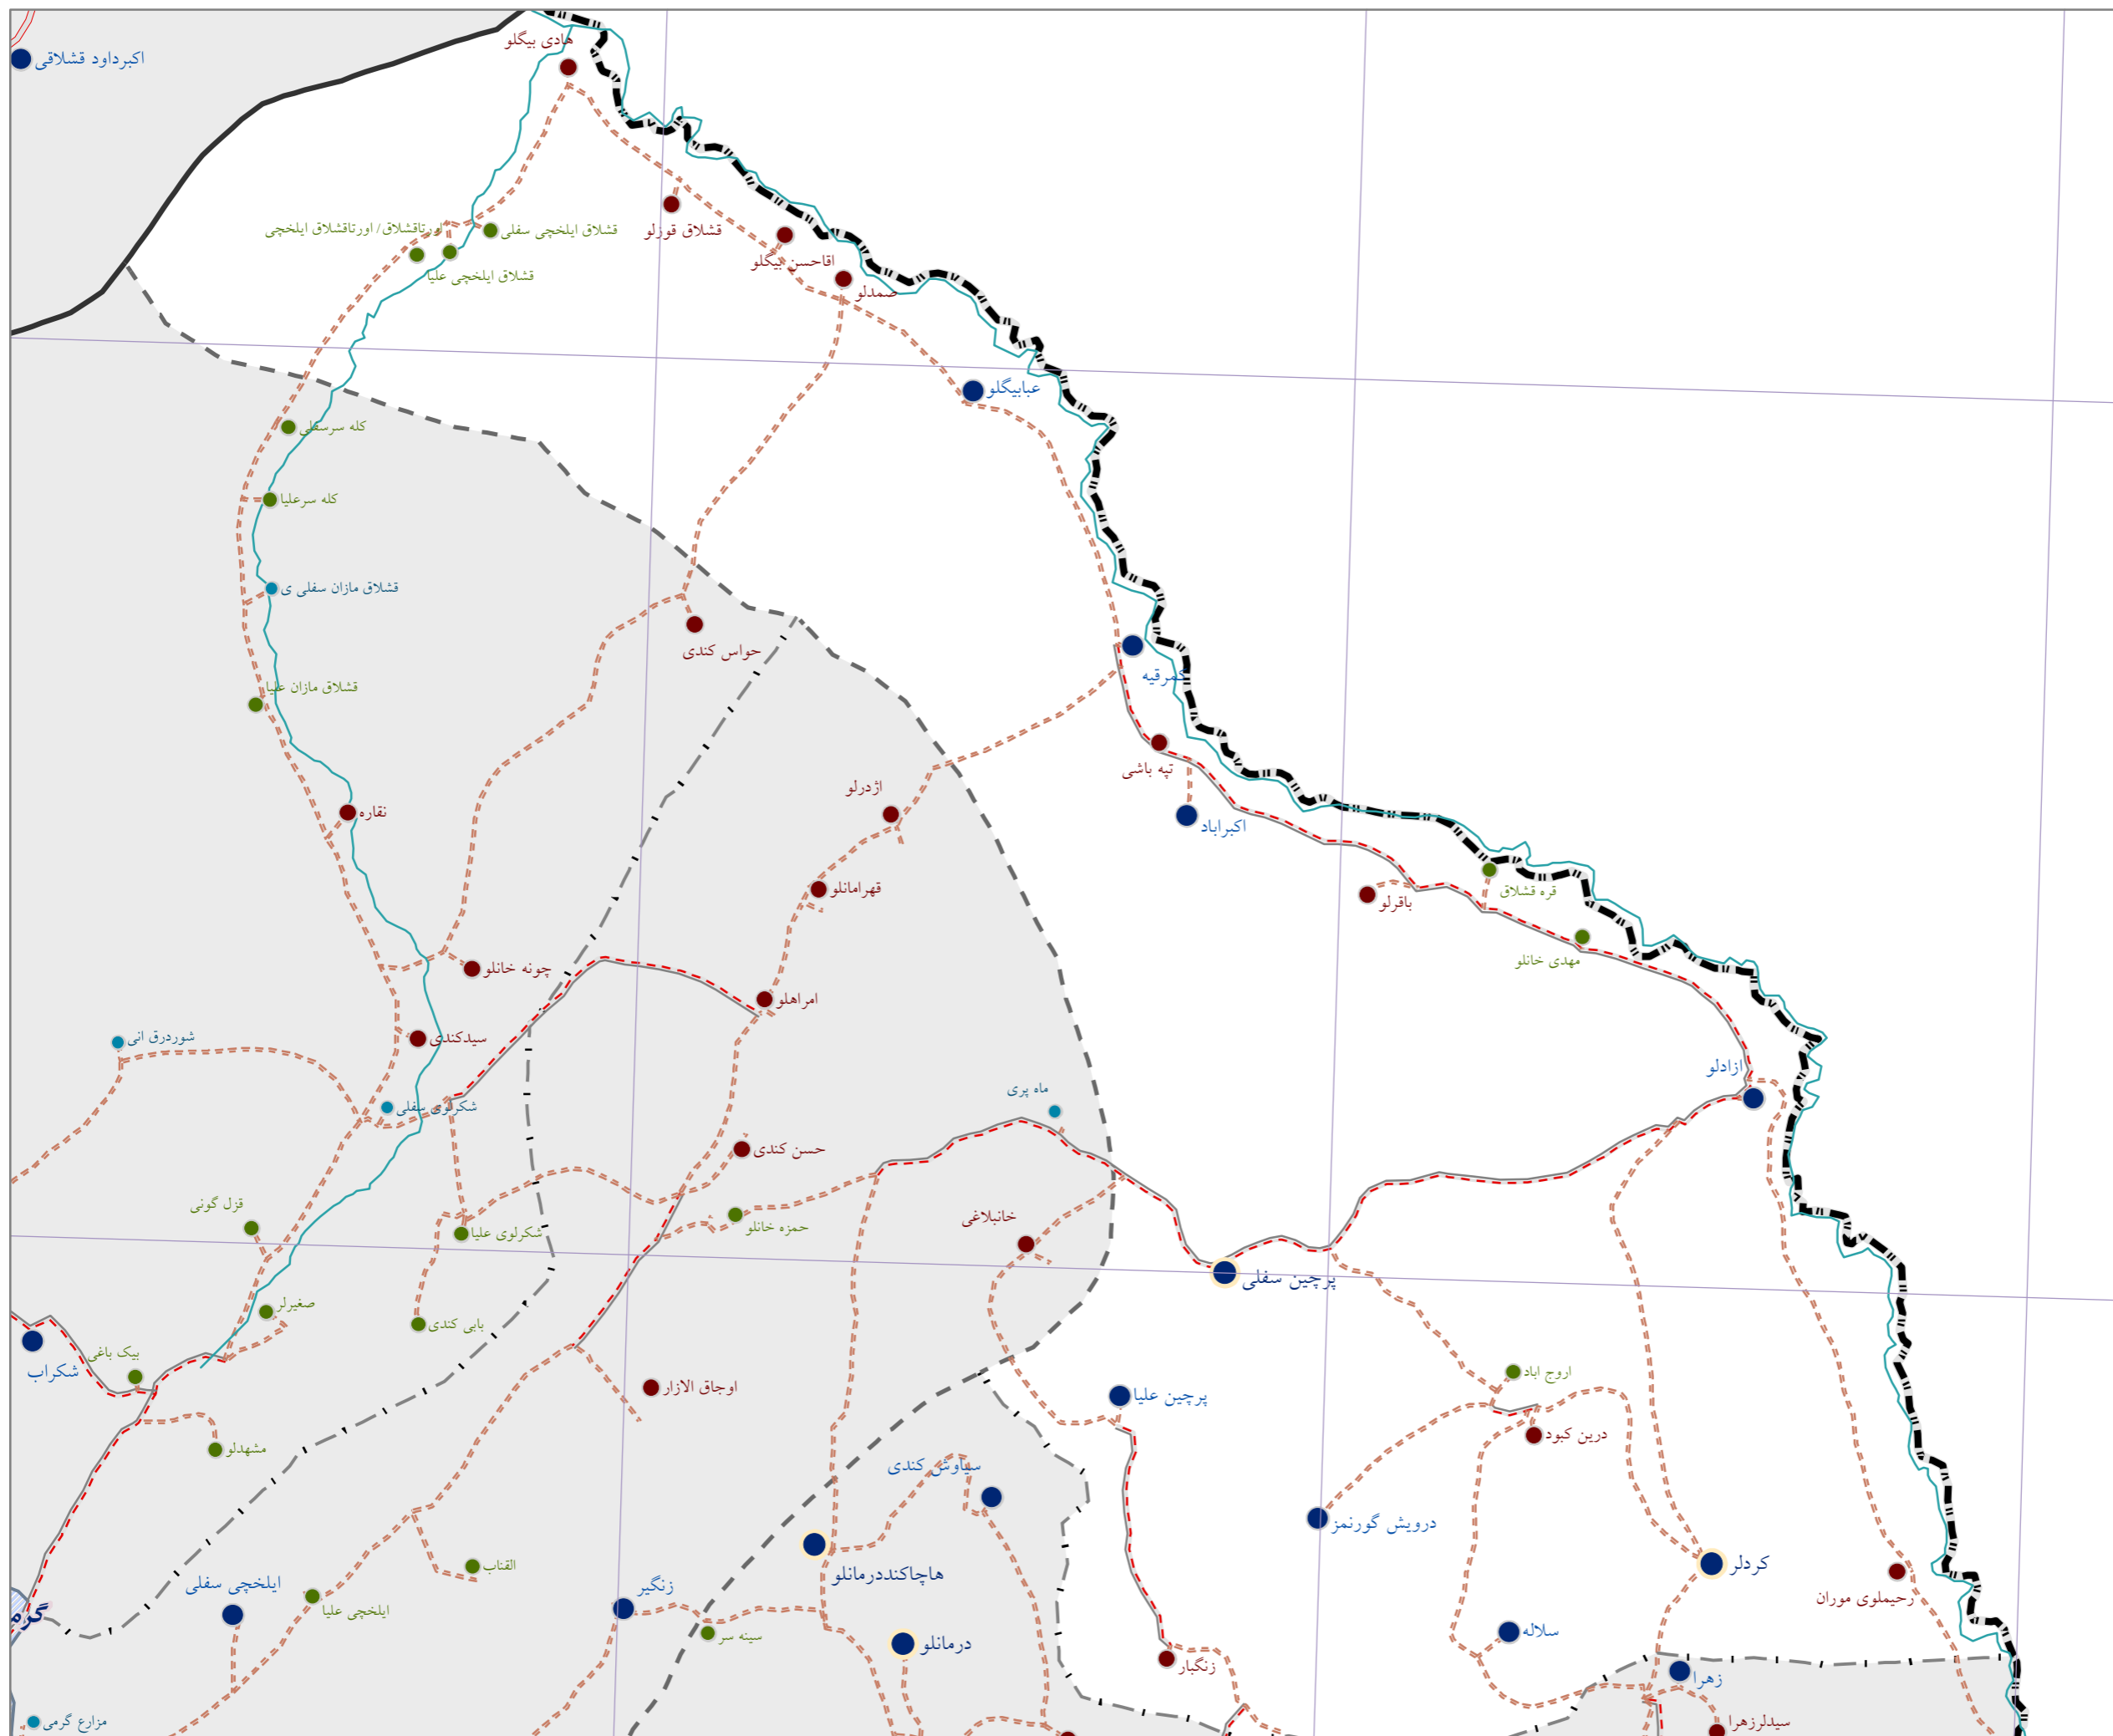 هادی بیگلو
اکبرداود قشلاقی
قشلاق ایلخچی سفلی
اورتاقشلاق/ اورتاقشلاق ایلخچی
قشلاق قوزلو
اقاحسن بیگلو
قشلاق ایلخچی علیا
صمدلو
عبابیگلو
کله سرسفلی
کله سرعلیا
قشلاق مازان سفلی ی
حواس کندی
کمرقیه
قشلاق مازان علیا
تپه باشی
اژدرلو
نقاره
اکبراباد
قهرامانلو
قره قشلاق
باقرلو
مهدی خانلو
چونه خانلو
امراهلو
شوردرق انی
سیدکندی
ازادلو
ماه پری
شکرلوی سفلی
حسن کندی
قزل گونی
خانبلاغی
حمزه خانلو
شکرلوی علیا
پرچین سفلی
صغیرلر
بابی کندی
بیک باغی
شکراب
اروج اباد
اوجاق الازار
پرچین علیا
درین کبود
مشهدلو
سیاوش کندی
درویش گورنمز
کردلر
القناب
هاچاکنددرمانلو
ایلخچی سفلی
زنگیر
رحیملوی موران
ایلخچی علیا
گرم
سلاله
سینه سر
درمانلو
زنگبار
زهرا
مزارع گرمی
سیدلرزهرا